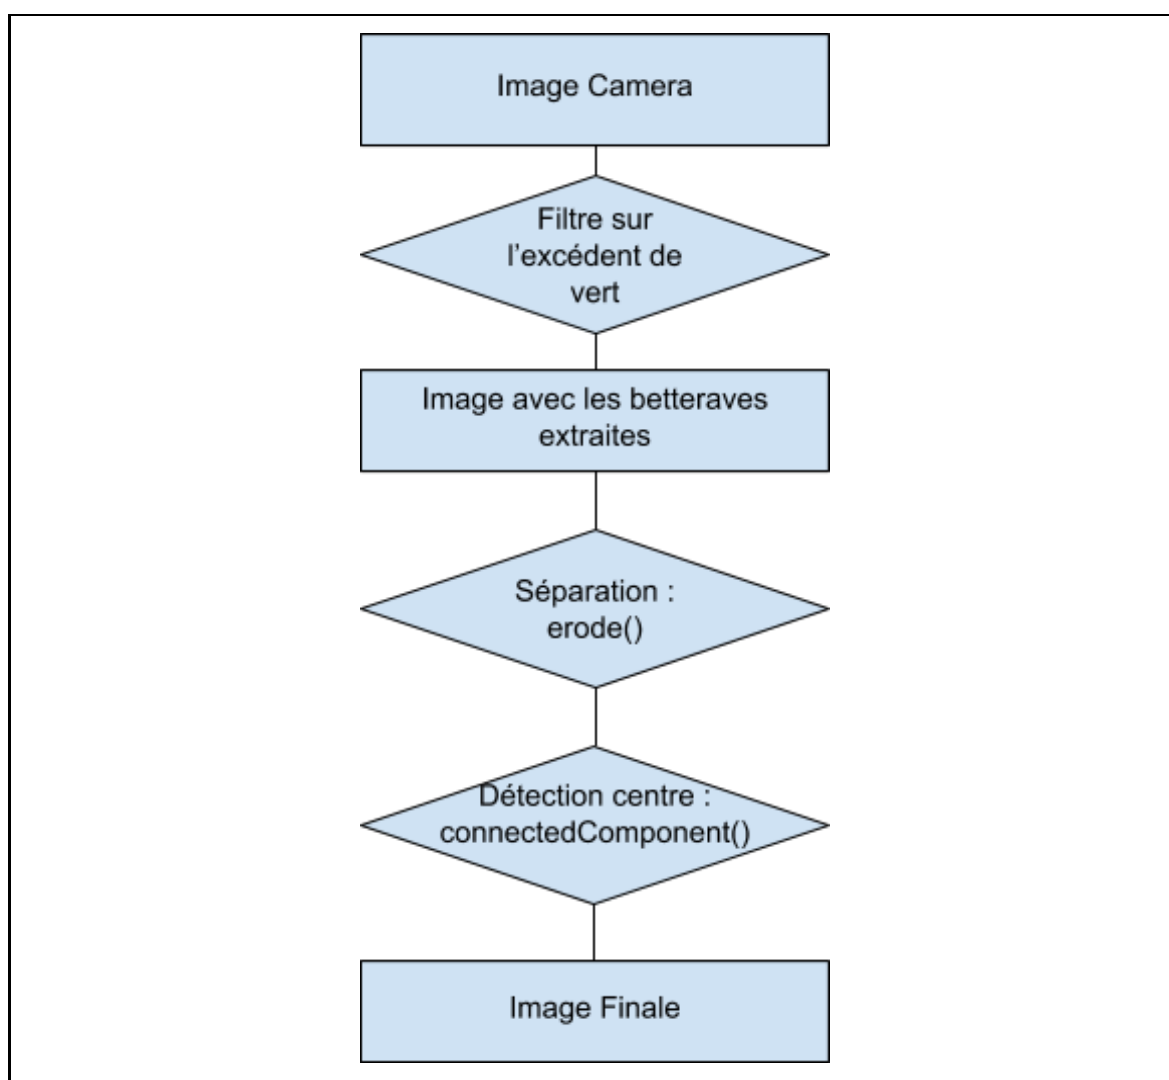 Image Camera
Filtre sur
l’excédent de
vert
Image avec les betteraves
extraites
Séparation :
erode()
Détection centre :
connectedComponent()
Image Finale